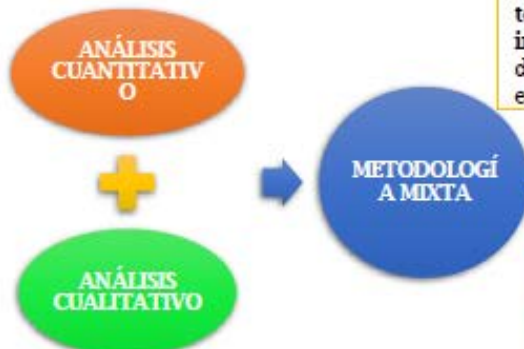 ANÁLISIS
CUANTITATIV
O
ANÁLISIS
CUALITATIVO
METODOLOGÍ
A MIXTA